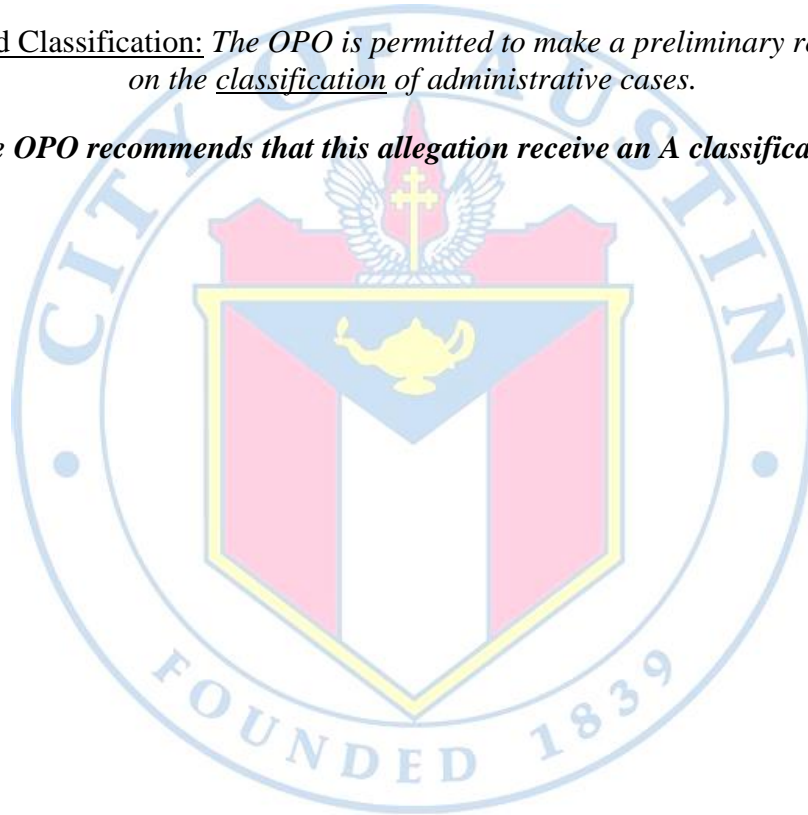 d Classification: The OPO is permitted to make a preliminary re
on the classification of administrative cases.
e OPO recommends that this allegation receive an A classifica
CITY OF AUSTIN
FOUNDED 1839